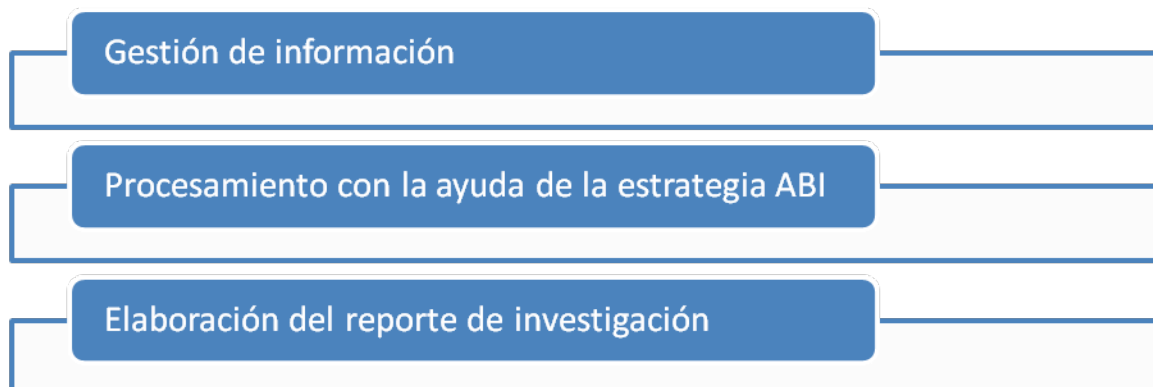 Gestión de información
Procesamiento con la ayuda de la estrategia ABI
Elaboración del reporte de investigación